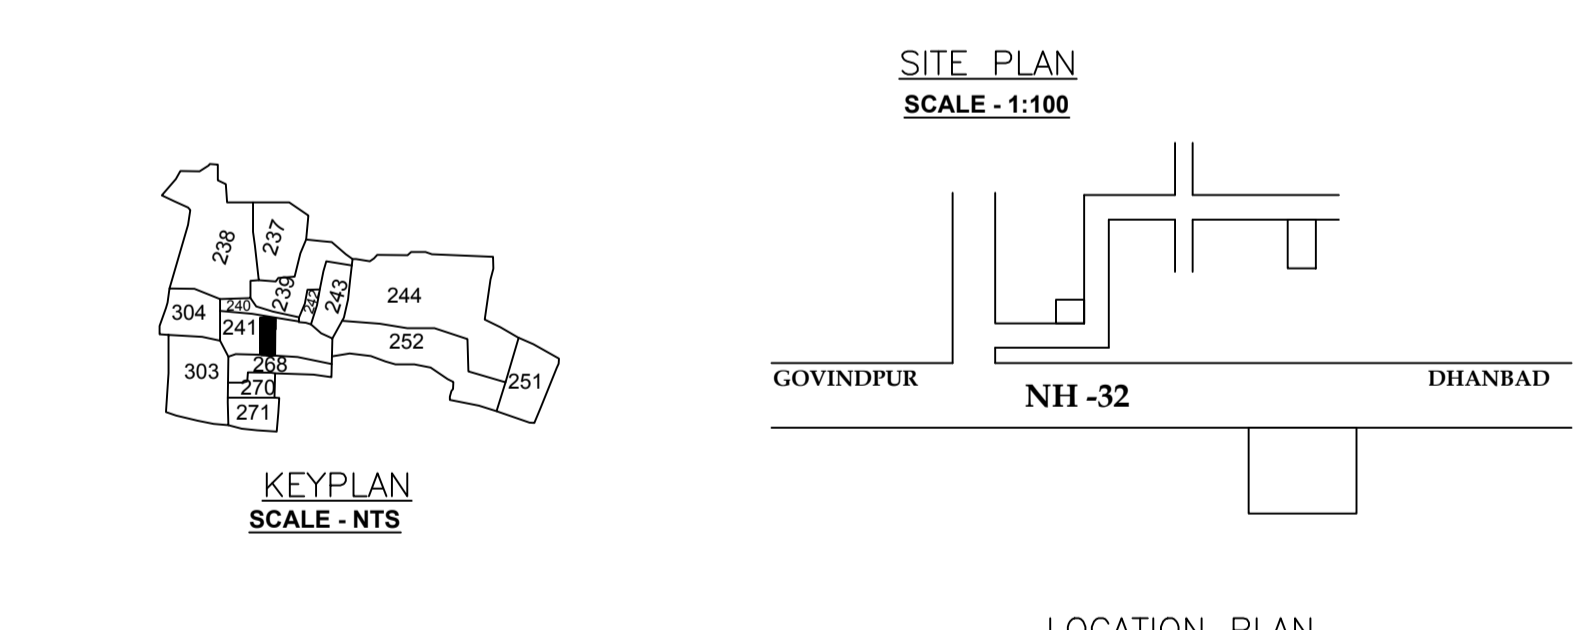 SITE PLAN
SCALE - 1:100
238
237
239
242
243
244
304
240
241
252
268
303
270
251
271
GOVINDPUR
DHANBAD
NH -32
KEYPLAN
SCALE - NTS
LOCATION PLAN